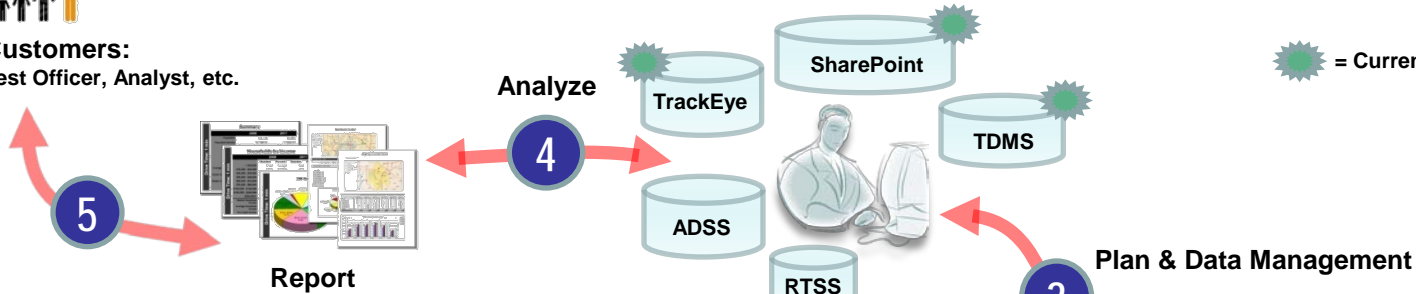 Customers:
est Officer, Analyst, etc.
= Curren
SharePoint
TrackEye
TDMS
Analyze
4
5
ADSS
RTSS
Plan & Data Management
Report